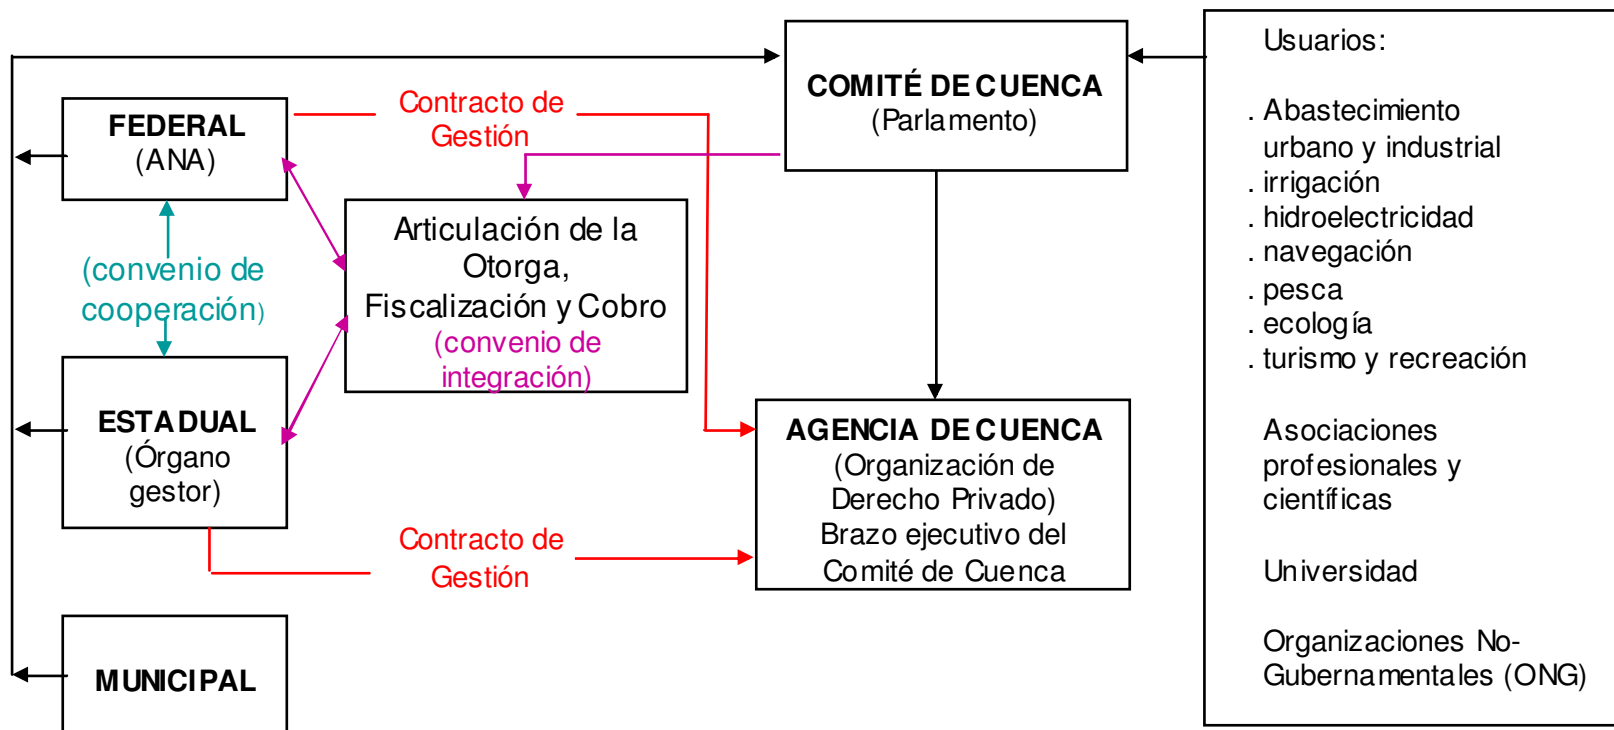 FEDERAL
(ANA)
Contracto de
Gestión
COMITÉ DE CUENCA
(Parlamento)
(convenio de
cooperación)
Articulación de la
Otorga,
Fiscalización y Cobro
(convenio de
integración)
ESTADUAL
(Órgano
gestor)
Contracto de
Gestión
AGENCIA DE CUENCA
(Organización de
Derecho Privado)
Brazo ejecutivo del
Comité de Cuenca
MUNICIPAL
Usuarios:
. Abastecimiento
urbano y industrial
. irrigación
. hidroelectricidad
. navegación
. pesca
. ecología
. turismo y recreación
Asociaciones
profesionales y
científicas
Universidad
Organizaciones No-
Gubernamentales (ONG)